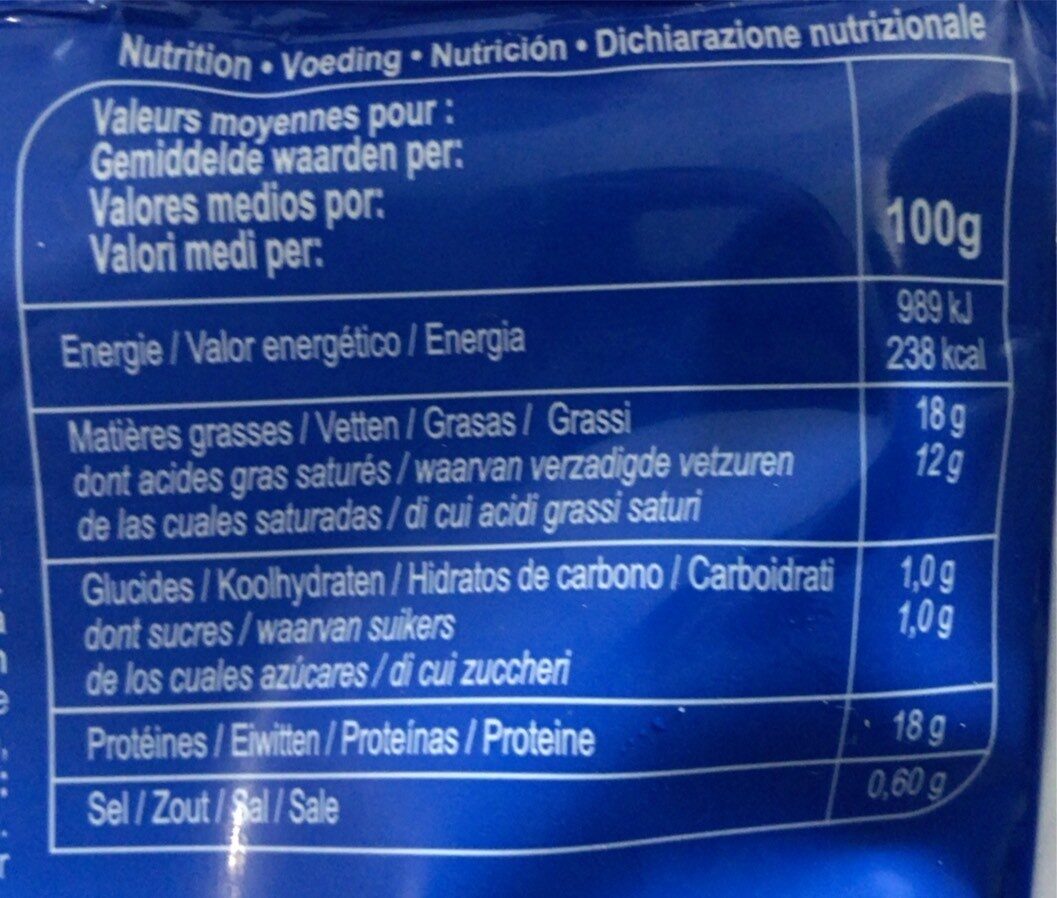 Nutrition • Voeding • Nutrición • Dichiarazione nutrizionale
Valeurs moyennes pour :
Gemiddelde waarden per:
Valores medios por:
Valori medi per:
100g
Energie / Valor energético / Energia
989 kJ
238 kcal
Matières grasses / Vetten / Grasas / Grassi 18 g
dont acides gras saturés / waarvan verzadigde vetzuren 12 g
de las cuales saturadas / di cui acidi grassi saturi
Glucides / Koolhydraten / Hidratos de carbono / Carboidrati 1,0 g
dont sucres / waarvan suikers 1,0 g
de los cuales azúcares / di cui zuccheri
Protéines / Eiwitten / Proteínas / Proteine 18 g
Sel / Zout / Sal / Sale 0,60 g